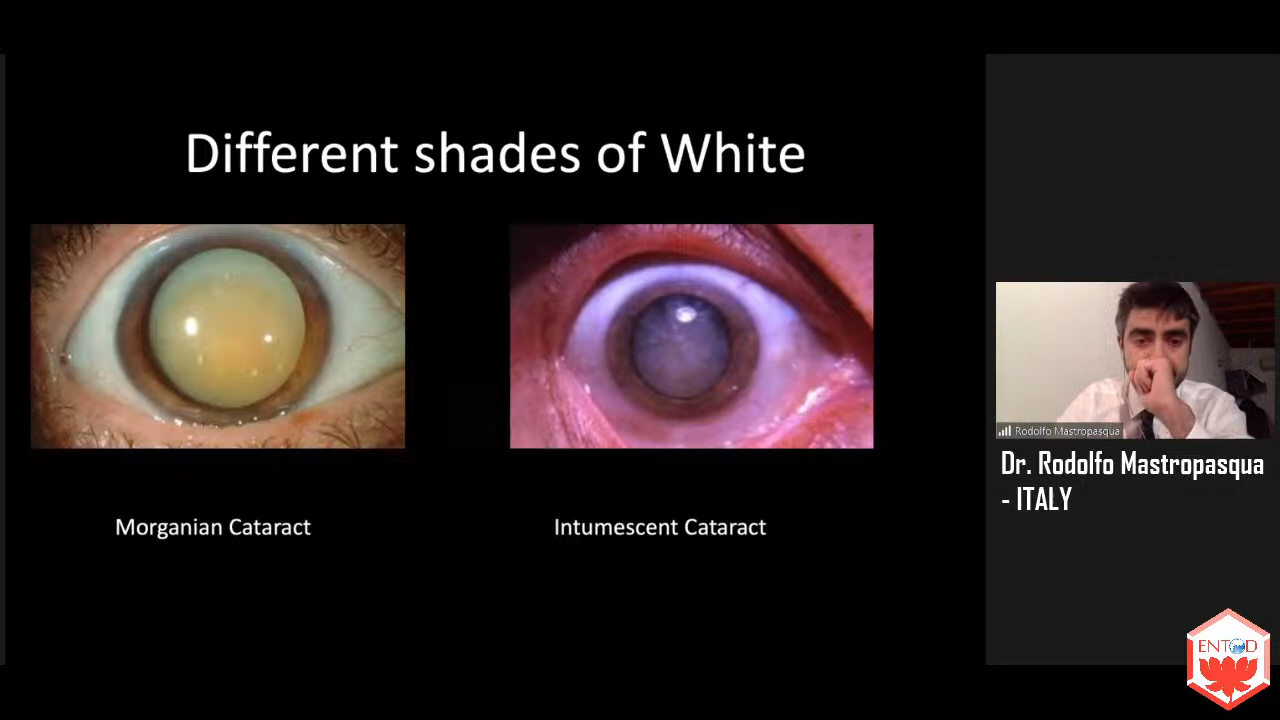 Different shades of White
Morganian Cataract
Intumescent Cataract
Rodolfo Mastropasqua
Dr. Rodolfo Mastropasqua
- ITALY
ENTOD